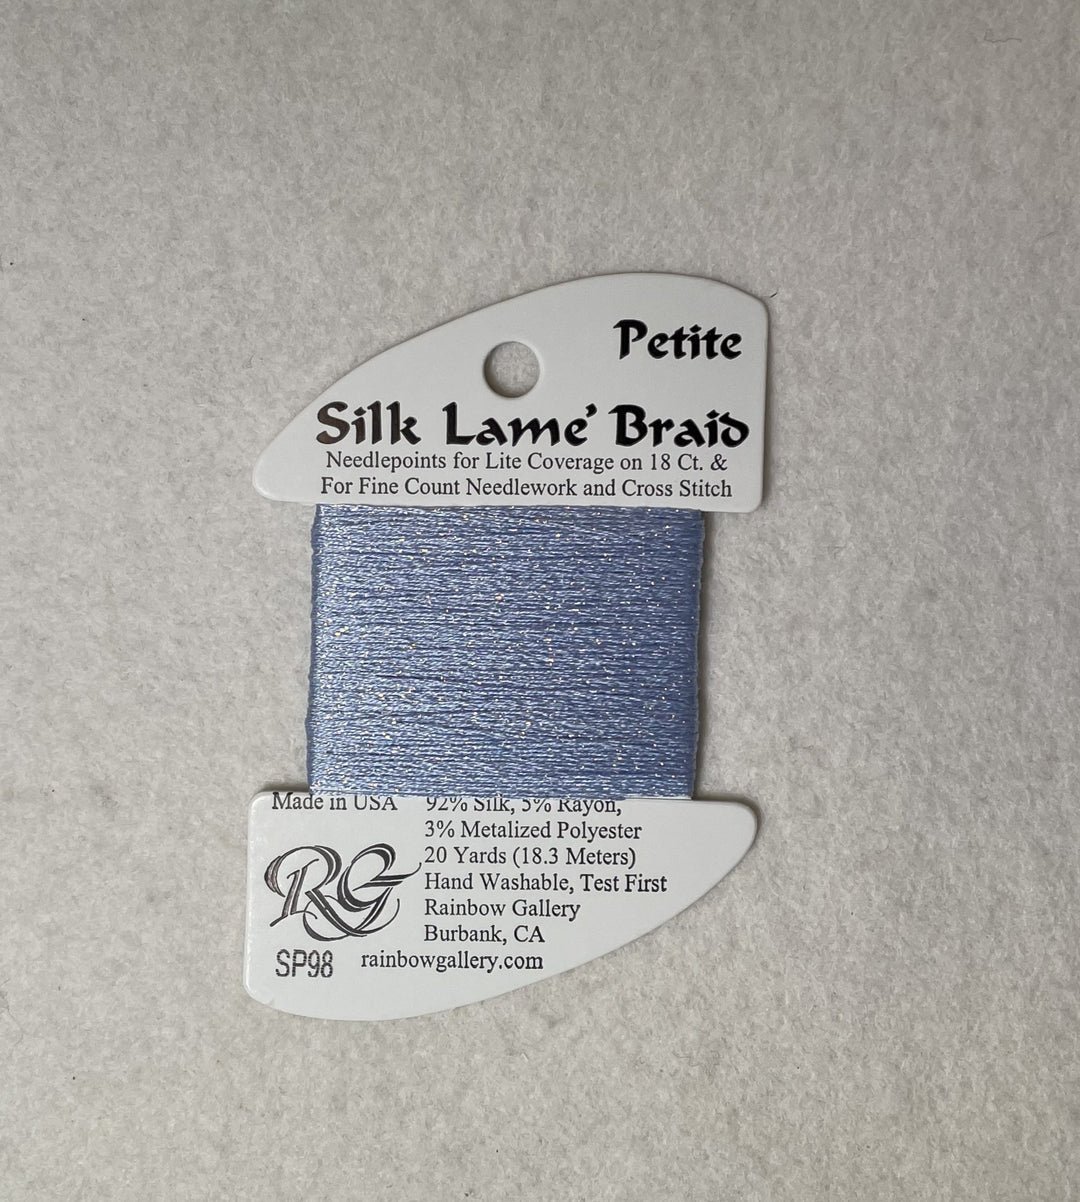 Petite
Silk Lame' Braid
Needlepoints for Lite Coverage on 18 Ct. &
For Fine Count Needlework and Cross Stitch
Made in USA
92% Silk, 5% Rayon,
3% Metalized Polyester
20 Yards (18.3 Meters)
Hand Washable, Test First
Rainbow Gallery
Burbank, CA
rainbowgallery.com
RG
SP98